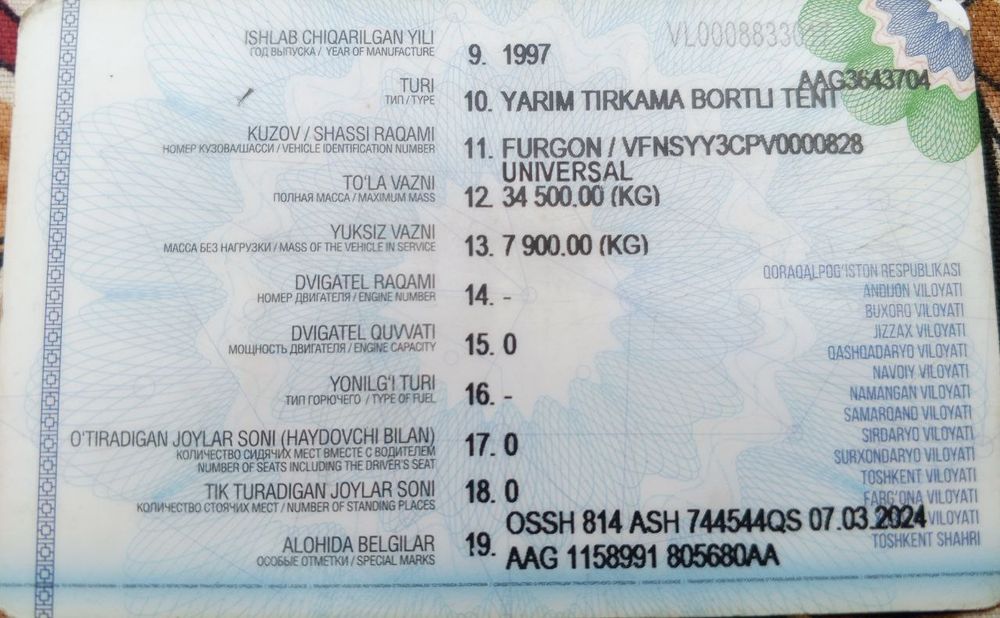 VL0008833
ISHLAB CHIQARILGAN YILI
ГОД ВЫПУСКА / YEAR OF MANUFACTURE
9. 1997
AAG3643704
TURI
ТИП / TYPE
10. YARIM TIRKAMA BORTLI TENT
KUZOV / SHASSI RAQAMI
НОМЕР КУЗОВА/ШАССИ / VEHICLE IDENTIFICATION NUMBER
11. FURGON / VFNSYY3CPV0000828
UNIVERSAL
TO'LA VAZNI
ПОЛНАЯ МАССА / MAXIMUM MASS
12. 34 500.00 (KG)
YUKSIZ VAZNI
МАССА БЕЗ НАГРУЗКИ / MASS OF THE VEHICLE IN SERVICE
13. 7 900.00 (KG)
DVIGATEL RAQAMI
НОМЕР ДВИГАТЕЛЯ / ENGINE NUMBER
14. -
DVIGATEL QUVVATI
МОЩНОСТЬ ДВИГАТЕЛЯ / ENGINE CAPACITY
15. 0
YONILG'I TURI
ТИП ГОРЮЧЕГО / TYPE OF FUEL
16. -
O'TIRADIGAN JOYLAR SONI (HAYDOVCHI BILAN)
КОЛИЧЕСТВО СИДЯЧИХ МЕСТ ВМЕСТЕ С ВОДИТЕЛЕМ
NUMBER OF SEATS INCLUDING THE DRIVER'S SEAT
17. 0
TIK TURADIGAN JOYLAR SONI
КОЛИЧЕСТВО СТОЯЧИХ МЕСТ / NUMBER OF STANDING PLACES
18. 0
ALOHIDA BELGILAR
ОСОБЫЕ ОТМЕТКИ / SPECIAL MARKS
19. OSSH 814 ASH 744544QS 07.03.2024
AAG 1158991 805680AA
QORAQALPOG'ISTON RESPUBLIKASI
ANDIJON VILOYATI
BUXORO VILOYATI
JIZZAX VILOYATI
QASHQADARYO VILOYATI
NAVOIY VILOYATI
NAMANGAN VILOYATI
SAMARQAND VILOYATI
SIRDARYO VILOYATI
SURXONDARYO VILOYATI
TOSHKENT VILOYATI
FARG'ONA VILOYATI
VILOYATI
TOSHKENT SHAHRI